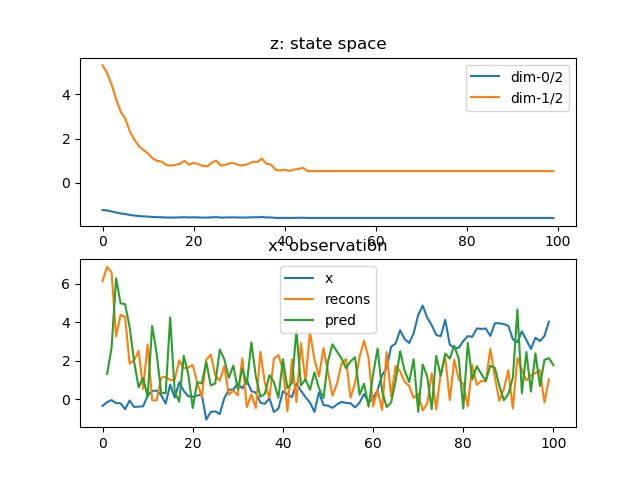 z: state space
dim-0/2
dim-1/2
4
2
0
0 20 40 60 80 100
x: observation
x
recons
pred
6
4
2
0
0 20 40 60 80 100